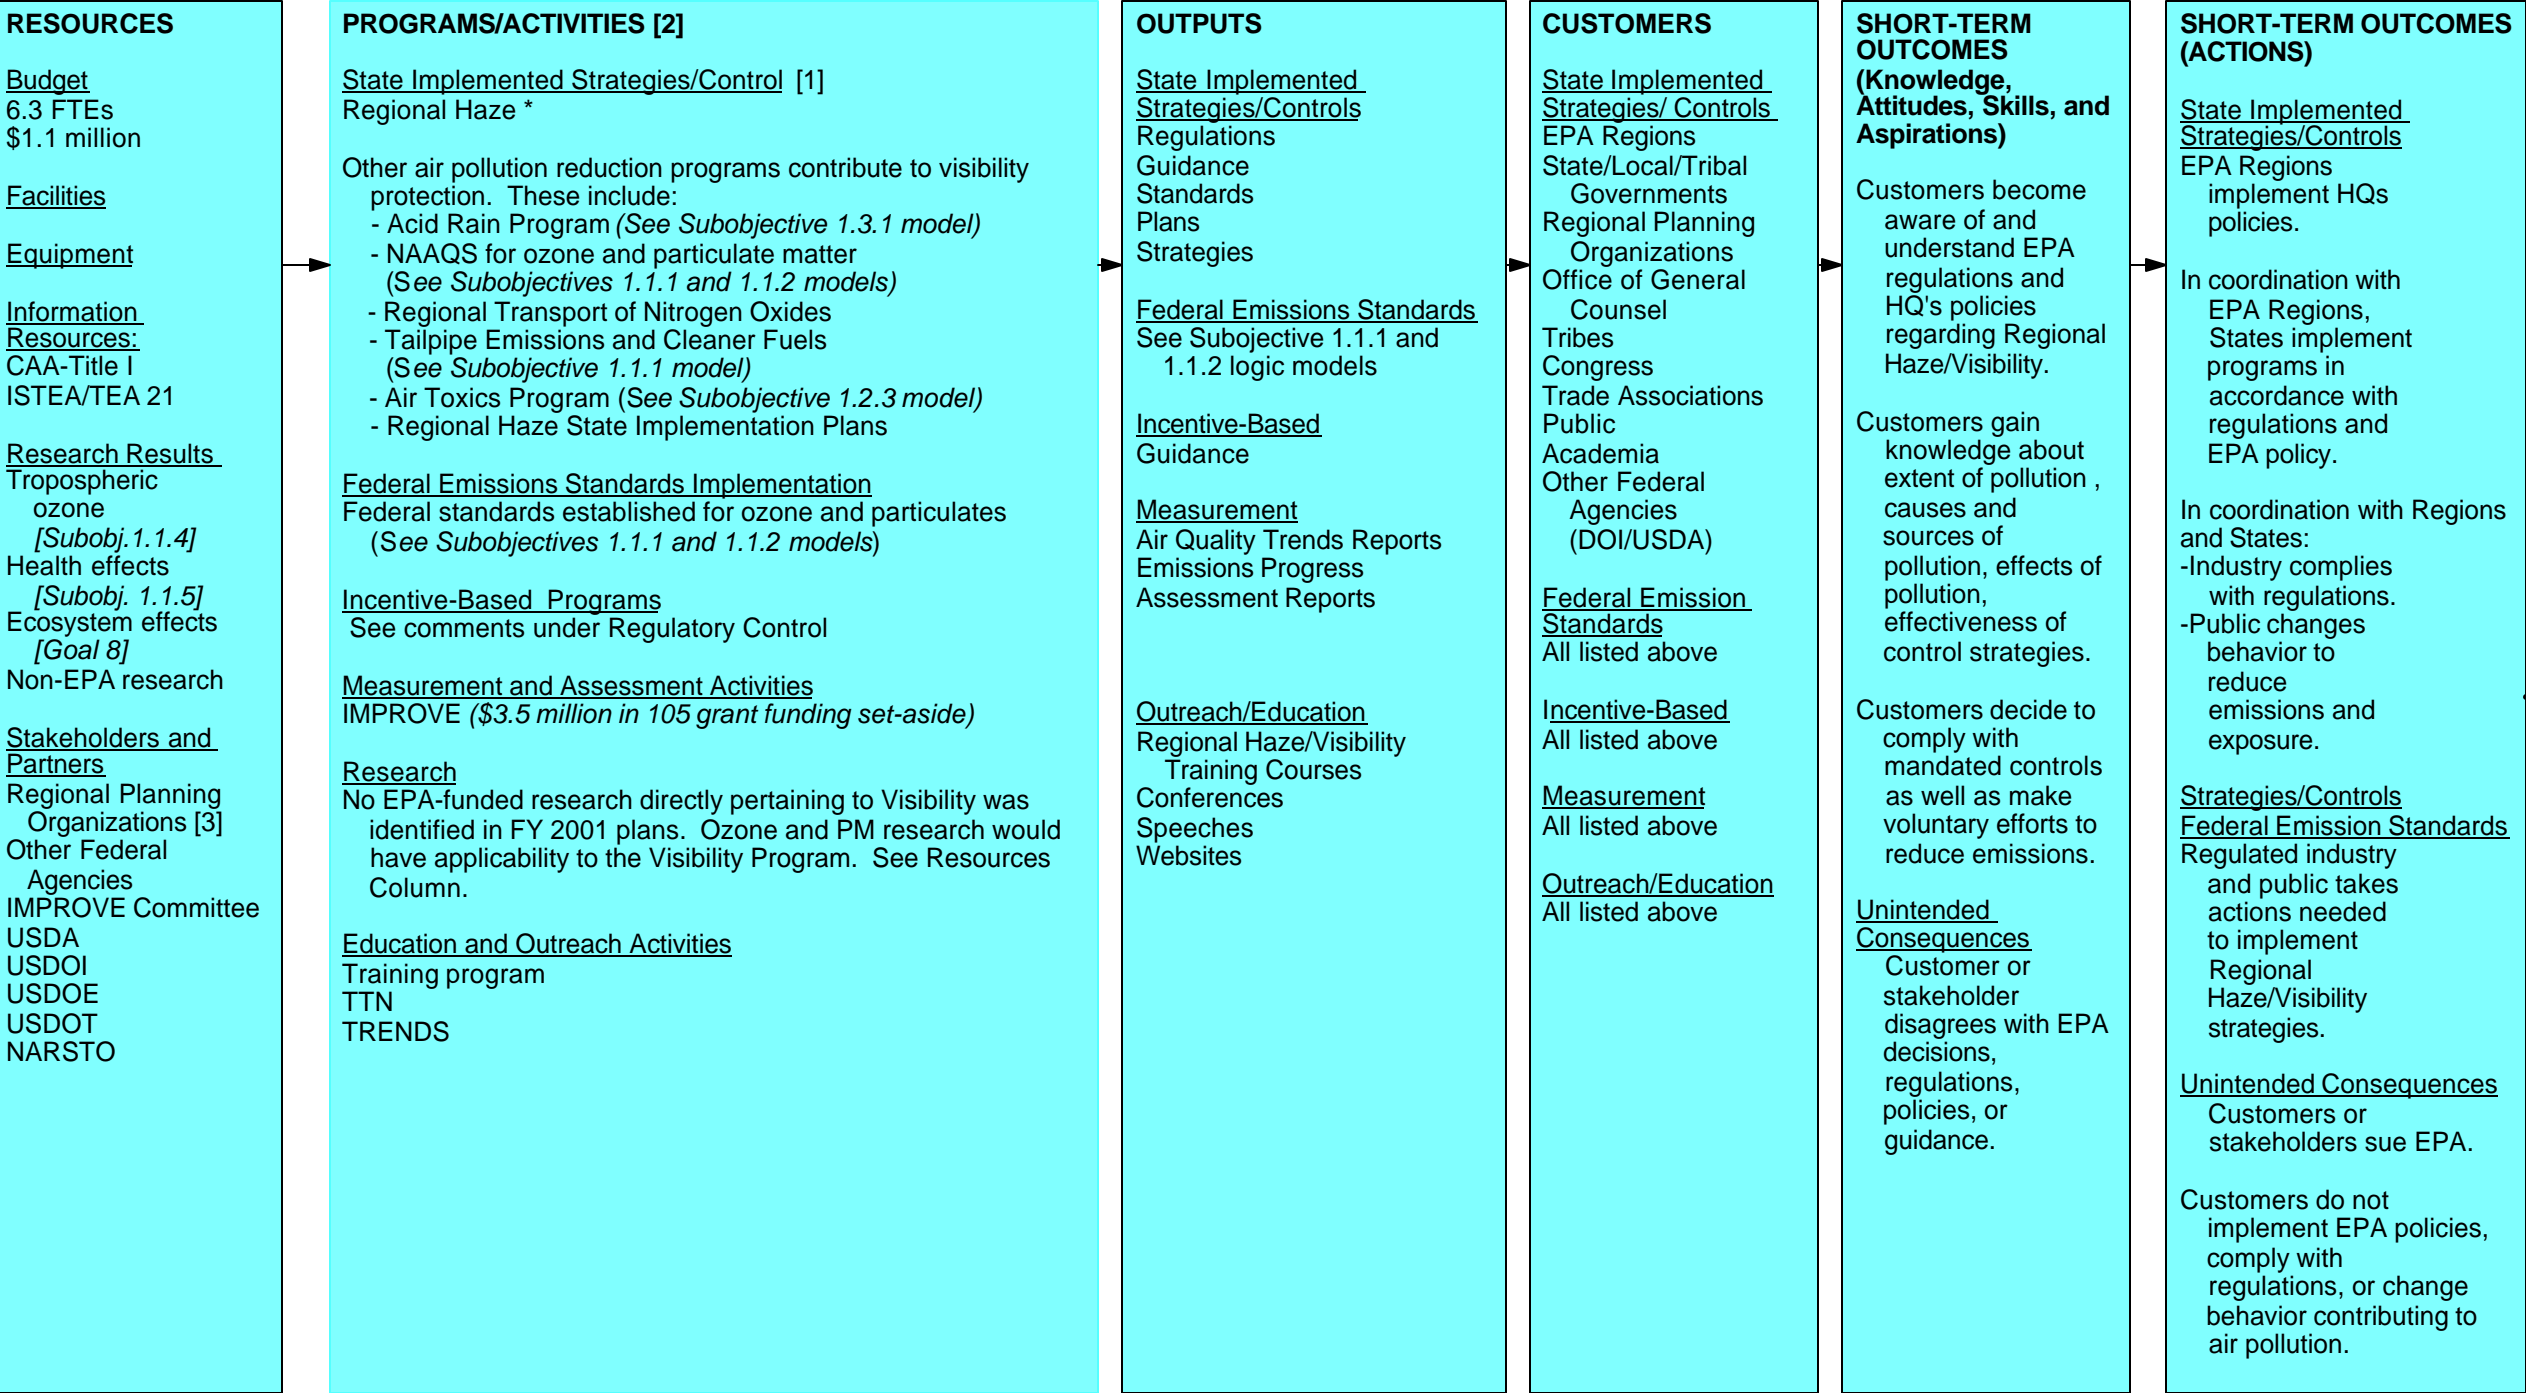 RESOURCES
Budget
6.3 FTEs
$1.1 million
Facilities
Equipment
Information
Resources:
CAA-Title I
ISTEA/TEA 21
Research Results
Tropospheric
ozone
[Subobj.1.1.4]
Health effects
[Subobj. 1.1.5]
Ecosystem effects
[Goal 8]
Non-EPA research
Stakeholders and
Partners
Regional Planning
Organizations [3]
Other Federal
Agencies
IMPROVE Committee
USDA
USDOI
USDOE
USDOT
NARSTO
PROGRAMS/ACTIVITIES [2]
State Implemented Strategies/Control [1]
Regional Haze *
Other air pollution reduction programs contribute to visibility
protection. These include:
- Acid Rain Program (See Subobjective 1.3.1 model)
- NAAQS for ozone and particulate matter
(See Subobjectives 1.1.1 and 1.1.2 models)
- Regional Transport of Nitrogen Oxides
- Tailpipe Emissions and Cleaner Fuels
(See Subobjective 1.1.1 model)
- Air Toxics Program (See Subobjective 1.2.3 model)
- Regional Haze State Implementation Plans
Federal Emissions Standards Implementation
Federal standards established for ozone and particulates
(See Subobjectives 1.1.1 and 1.1.2 models)
Incentive-Based Programs
See comments under Regulatory Control
Measurement and Assessment Activities
IMPROVE ($3.5 million in 105 grant funding set-aside)
Research
No EPA-funded research directly pertaining to Visibility was
identified in FY 2001 plans. Ozone and PM research would
have applicability to the Visibility Program. See Resources
Column.
Education and Outreach Activities
Training program
TTN
TRENDS
OUTPUTS
State Implemented
Strategies/Controls
Regulations
Guidance
Standards
Plans
Strategies
Federal Emissions Standards
See Subojective 1.1.1 and
1.1.2 logic models
Incentive-Based
Guidance
Measurement
Air Quality Trends Reports
Emissions Progress
Assessment Reports
Outreach/Education
Regional Haze/Visibility
Training Courses
Conferences
Speeches
Websites
CUSTOMERS
State Implemented
Strategies/ Controls
EPA Regions
State/Local/Tribal
Governments
Regional Planning
Organizations
Office of General
Counsel
Tribes
Congress
Trade Associations
Public
Academia
Other Federal
Agencies
(DOI/USDA)
Federal Emission
Standards
All listed above
Incentive-Based
All listed above
Measurement
All listed above
Outreach/Education
All listed above
SHORT-TERM
OUTCOMES
(Knowledge,
Attitudes, Skills, and
Aspirations)
Customers become
aware of and
understand EPA
regulations and
HQ's policies
regarding Regional
Haze/Visibility.
Customers gain
knowledge about
extent of pollution ,
causes and
sources of
pollution, effects of
pollution,
effectiveness of
control strategies.
Customers decide to
comply with
mandated controls
as well as make
voluntary efforts to
reduce emissions.
Unintended
Consequences
Customer or
stakeholder
disagrees with EPA
decisions,
regulations,
policies, or
guidance.
SHORT-TERM OUTCOMES
(ACTIONS)
State Implemented
Strategies/Controls
EPA Regions
implement HQs
policies.
In coordination with
EPA Regions,
States implement
programs in
accordance with
regulations and
EPA policy.
In coordination with Regions
and States:
-Industry complies
with regulations.
-Public changes
behavior to
reduce
emissions and
exposure.
Strategies/Controls
Federal Emission Standards
Regulated industry
and public takes
actions needed
to implement
Regional
Haze/Visibility
strategies.
Unintended Consequences
Customers or
stakeholders sue EPA.
Customers do not
implement EPA policies,
comply with
regulations, or change
behavior contributing to
air pollution.